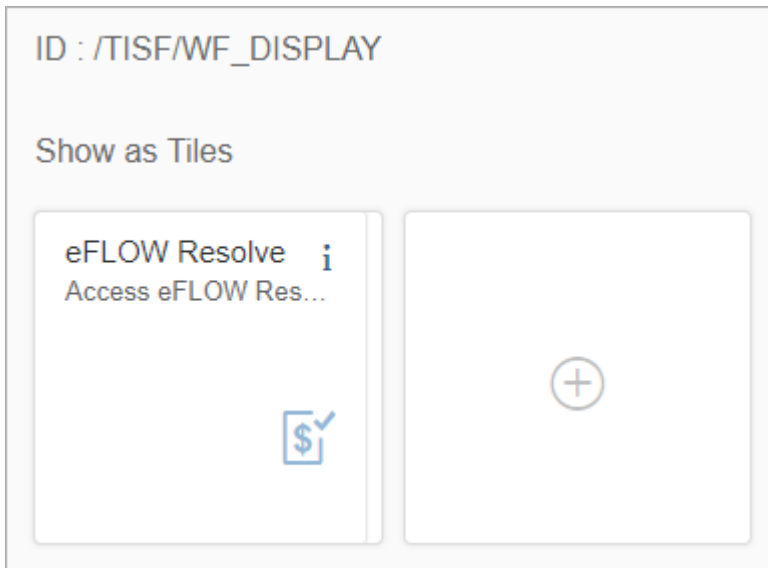 ID : /TISF/WF_DISPLAY
Show as Tiles
eFLOW Resolve i
Access eFLOW Res...
$